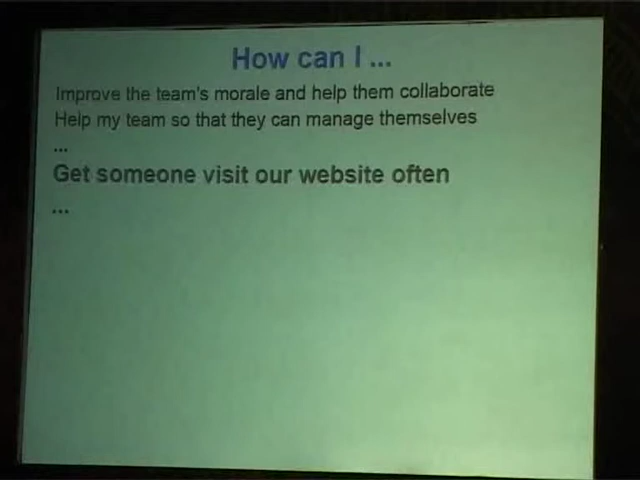 How can I ...
Improve the team's morale and help them collaborate
Help my team so that they can manage themselves
...
Get someone visit our website often
...